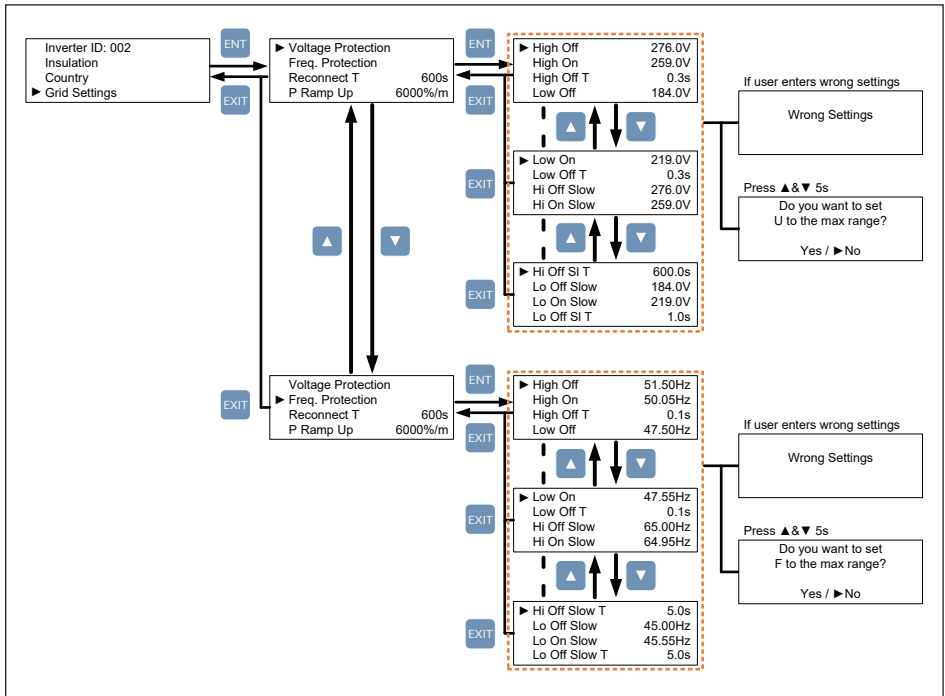 Inverter ID: 002
Insulation
Country
► Grid Settings
ENT
EXIT
► Voltage Protection
Freq. Protection
Reconnect T 600s
P Ramp Up 6000%/m
ENT
EXIT
► High Off 276.0V
High On 259.0V
High Off T 0.3s
Low Off 184.0V
▲ ▼
EXIT
► Low On 219.0V
Low Off T 0.3s
Hi Off Slow 276.0V
Hi On Slow 259.0V
▲ ▼
EXIT
► Hi Off Sl T 600.0s
Lo Off Slow 184.0V
Lo On Slow 219.0V
Lo Off Sl T 1.0s
If user enters wrong settings
Wrong Settings
Press ▲&▼ 5s
Do you want to set
U to the max range?
Yes / ►No
▲ ▼
EXIT
Voltage Protection
► Freq. Protection
Reconnect T 600s
P Ramp Up 6000%/m
ENT
EXIT
► High Off 51.50Hz
High On 50.05Hz
High Off T 0.1s
Low Off 47.50Hz
▲ ▼
EXIT
► Low On 47.55Hz
Low Off T 0.1s
Hi Off Slow 65.00Hz
Hi On Slow 64.95Hz
▲ ▼
EXIT
► Hi Off Slow T 5.0s
Lo Off Slow 45.00Hz
Lo On Slow 45.55Hz
Lo Off Slow T 5.0s
If user enters wrong settings
Wrong Settings
Press ▲&▼ 5s
Do you want to set
F to the max range?
Yes / ►No